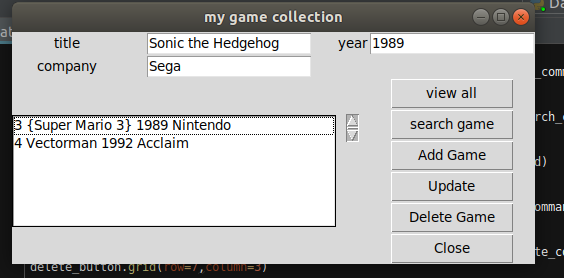 my game collection
title Sonic the Hedgehog year 1989
company Sega
view all
3 {Super Mario 3} 1989 Nintendo
search game
4 Vectorman 1992 Acclaim
Add Game
Update
Delete Game
Close
delete_button.grid(row=7,column=3)